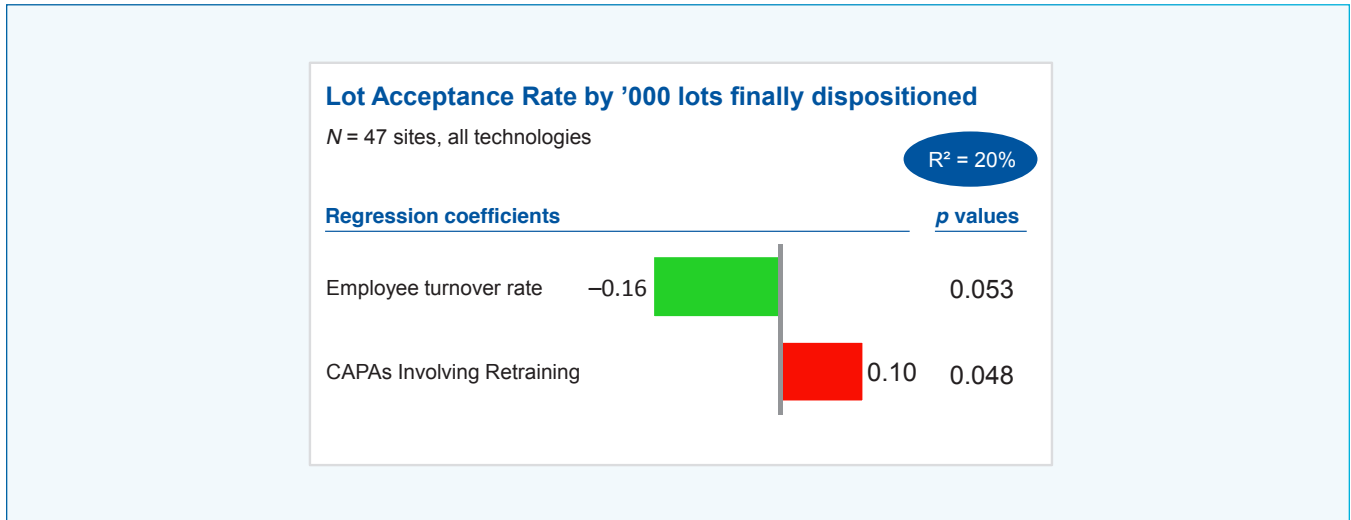 Lot Acceptance Rate by ’000 lots finally dispositioned
N = 47 sites, all technologies
R² = 20%
Regression coefficients p values
Employee turnover rate –0.16 0.053
CAPAs Involving Retraining 0.10 0.048